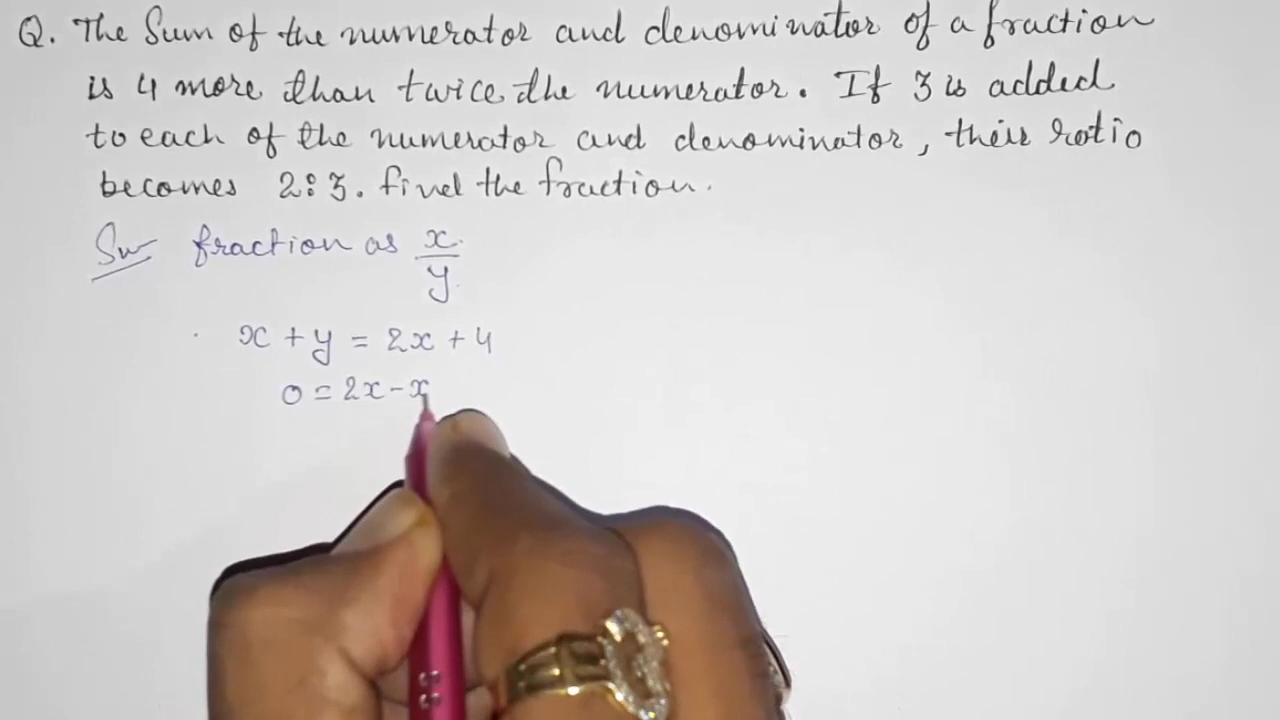 Q. The Sum of the numerator and denominator of a fraction
is 4 more than twice the numerator. If 3 is added
to each of the numerator and denominator, their ratio
becomes 2:3. find the fraction.
fraction as x/y
x + y = 2x + 4
0 = 2x - x